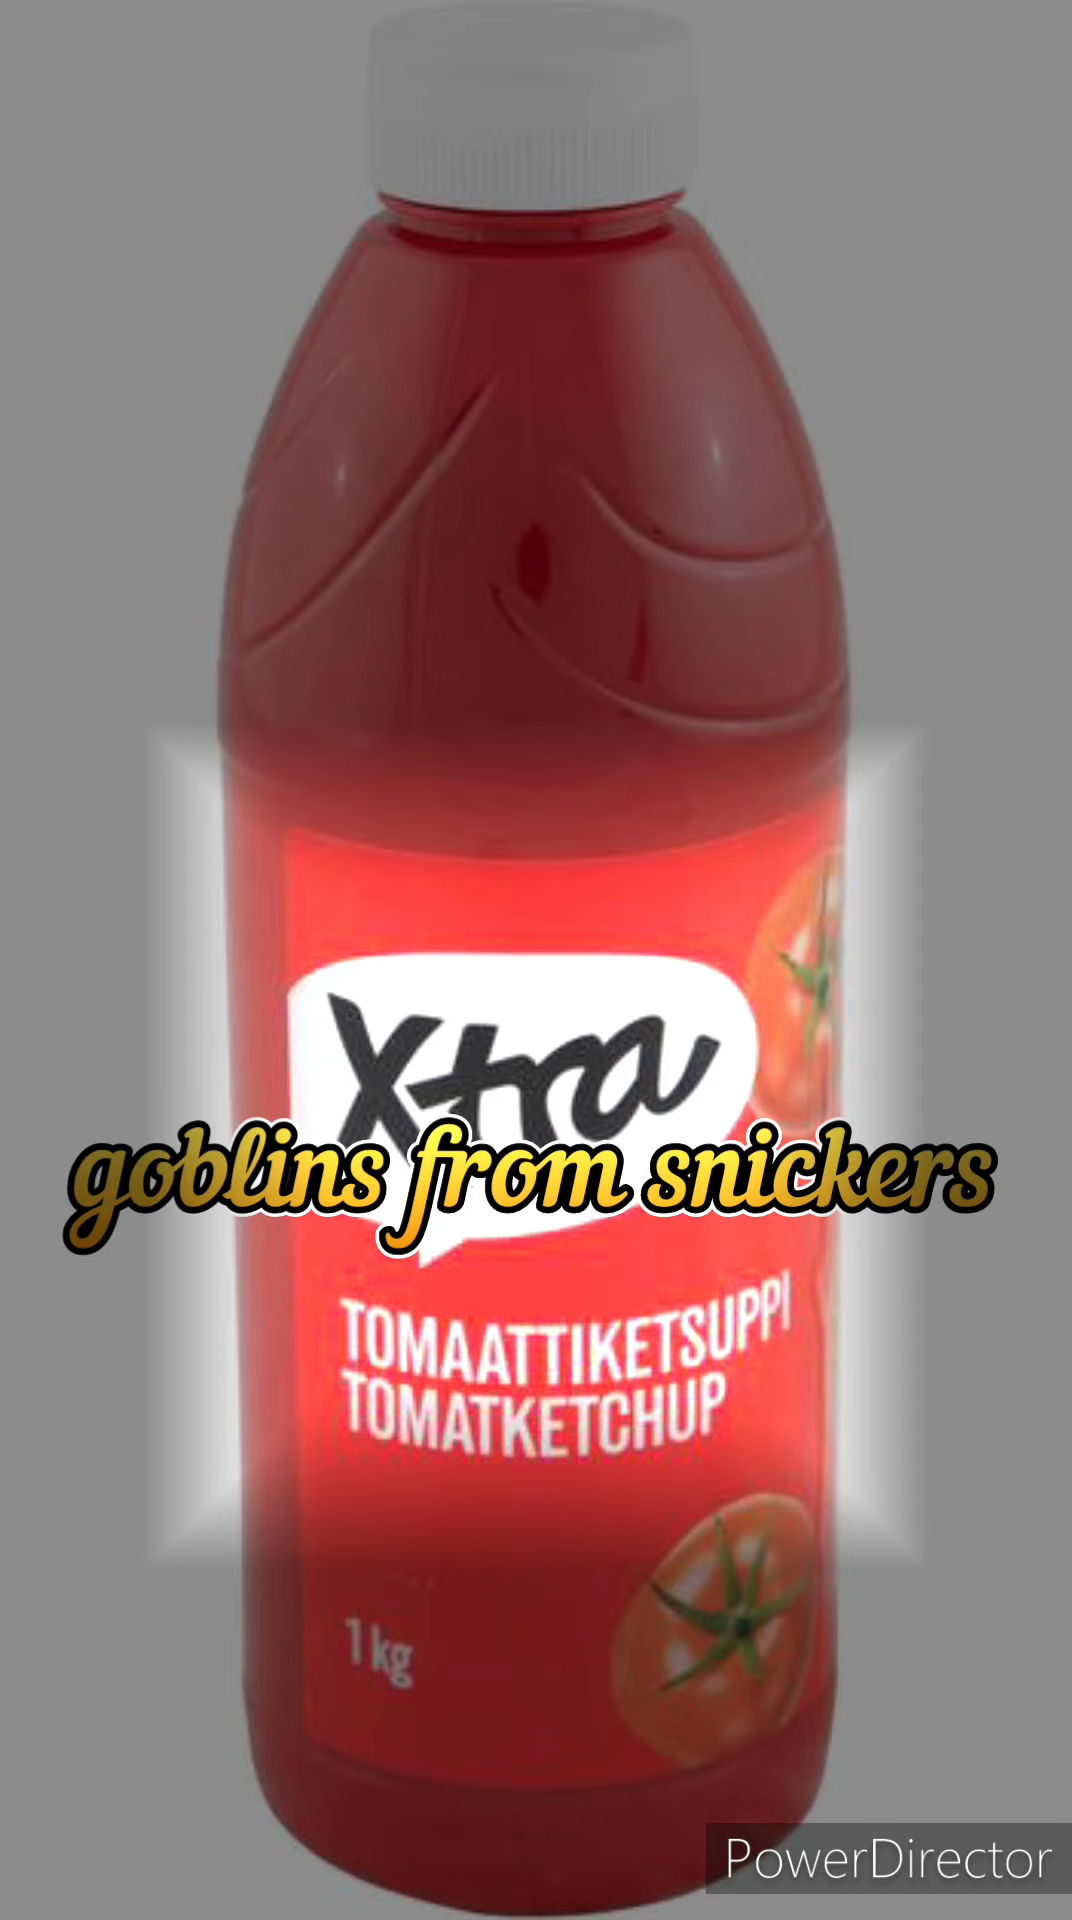 Xtra
goblins from snickers
TOMAATTIKETSUPPI
TOMATKETCHUP
1 kg
PowerDirector